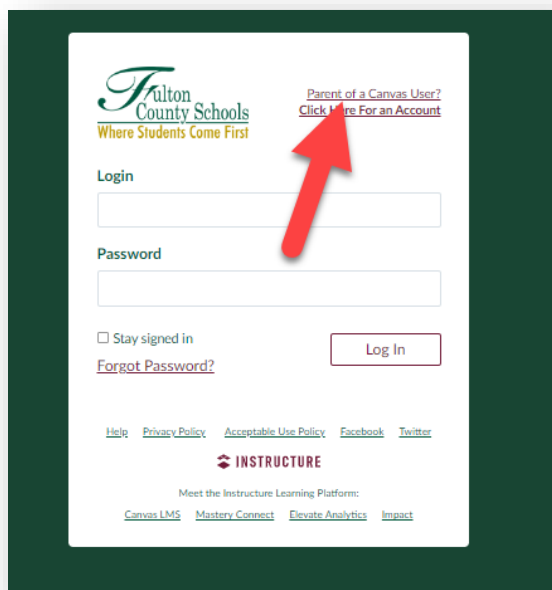 Fulton
County Schools
Where Students Come First
Parent of a Canvas User?
Click Here For an Account
Login
Password
Stay signed in
Forgot Password?
Log In
Help Privacy Policy Acceptable Use Policy Facebook Twitter
INSTRUCTURE
Meet the Instructure Learning Platform:
Canvas LMS Mastery Connect Elevate Analytics Impact